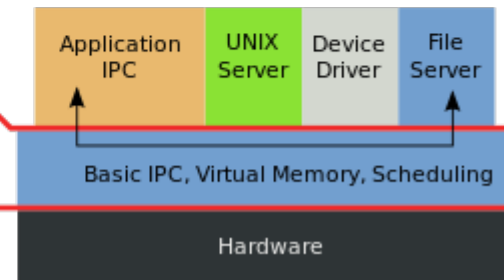 Application
IPC
UNIX
Server
Device
Driver
File
Server
Basic IPC, Virtual Memory, Scheduling
Hardware